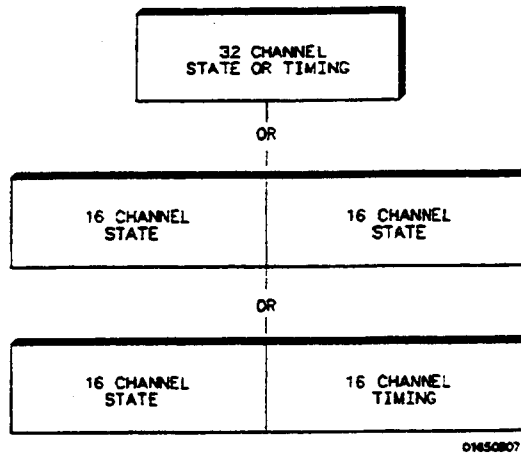 32 CHANNEL
STATE OR TIMING
OR
16 CHANNEL
STATE
16 CHANNEL
STATE
OR
16 CHANNEL
STATE
16 CHANNEL
TIMING
01650B07